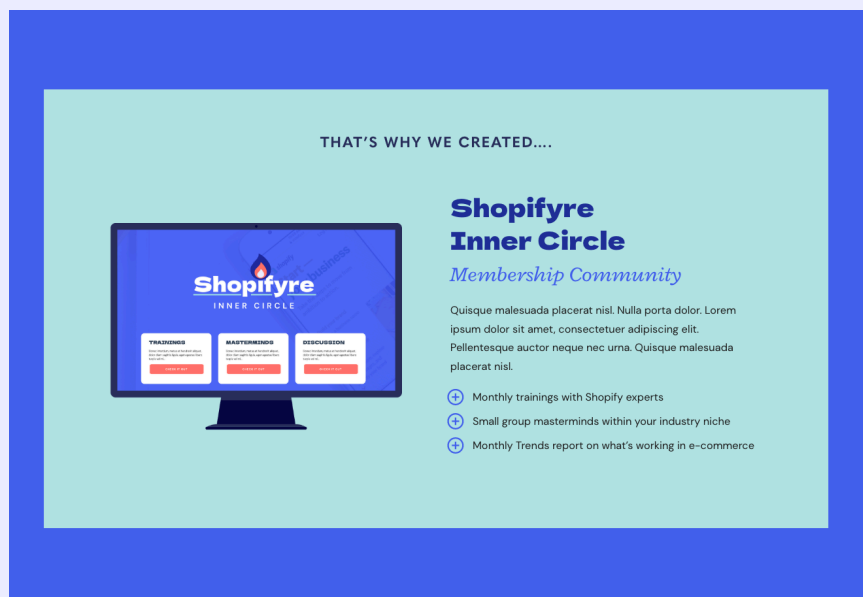 THAT'S WHY WE CREATED....
Shopifyre
INNER CIRCLE
TRAININGS
MASTERMINDS
DISCUSSION
Shopifyre
Inner Circle
Membership Community
Quisque malesuada placerat nisl. Nulla porta dolor. Lorem
ipsum dolor sit amet, consectetuer adipiscing elit.
Pellentesque auctor neque nec urna. Quisque malesuada
placerat nisl.
Monthly trainings with Shopify experts
Small group masterminds within your industry niche
Monthly Trends report on what's working in e-commerce